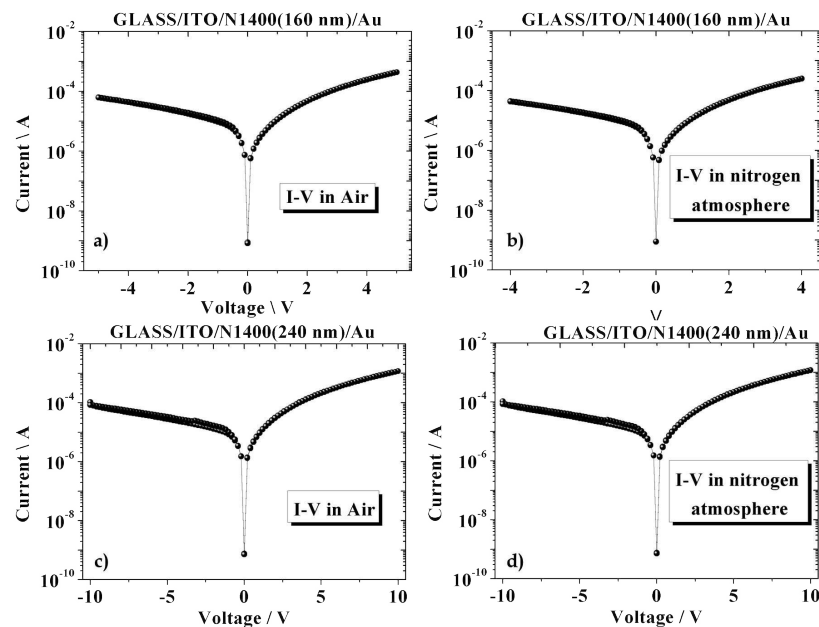 GLASS/ITO/N1400(160 nm)/Au
10^-2
10^-4
10^-6
10^-8
10^-10
Current \ A
I-V in Air
a)
-4 -2 0 2 4
Voltage \ V
GLASS/ITO/N1400(160 nm)/Au
10^-2
10^-4
10^-6
10^-8
10^-10
Current \ A
I-V in nitrogen
atmosphere
b)
-4 -2 0 2 4
GLASS/ITO/N1400(240 nm)/Au
10^-2
10^-4
10^-6
10^-8
10^-10
Current \ A
I-V in Air
c)
-10 -5 0 5 10
Voltage / V
GLASS/ITO/N1400(240 nm)/Au
10^-2
10^-4
10^-6
10^-8
10^-10
Current / A
I-V in nitrogen
atmosphere
d)
-10 -5 0 5 10
Voltage / V